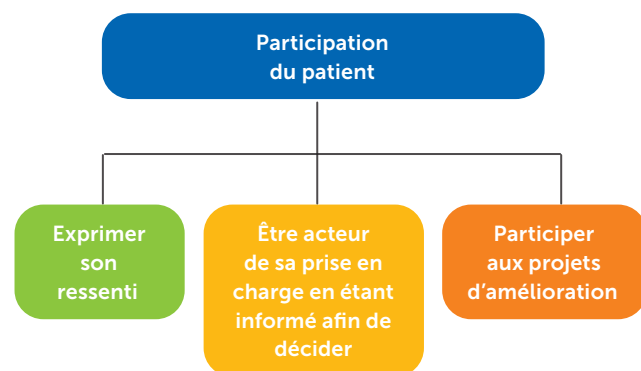 Participation
du patient
Exprimer
son
ressenti
Être acteur
de sa prise en
charge en étant
informé afin de
décider
Participer
aux projets
d’amélioration